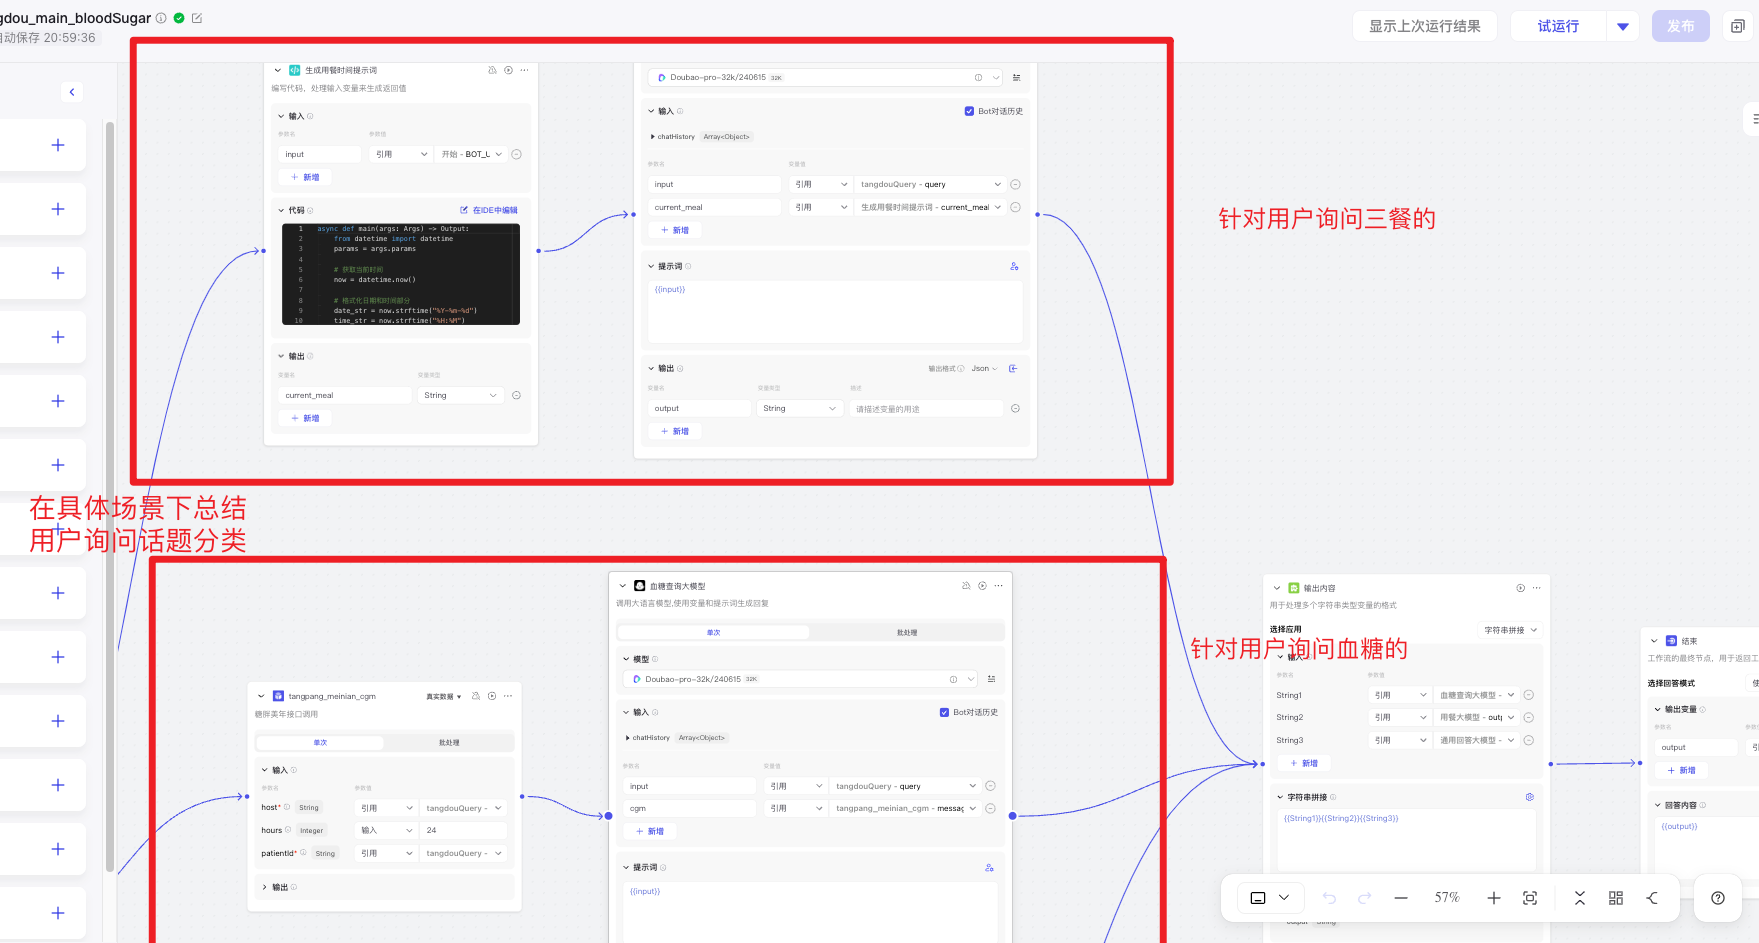 gdou_main_bloodSugar
自动保存 20:59:36
显示上次运行结果
试运行
发布
生成用餐时间提示词
编写代码，处理输入变量来生成返回值
输入
参数名 参数值
input 引用 开始 - BOT_U
新增
代码 在IDE中编辑
1 async def main(args: Args) -> Output:
2 from datetime import datetime
3 params = args.params
4
5 # 获取当前时间
6 now = datetime.now()
7
8 # 格式化日期和时间部分
9 date_str = now.strftime("%Y-%m-%d")
10 time_str = now.strftime("%H:%M")
输出
变量名 变量类型
current_meal String
新增
Doubao-pro-32k/240615 32K
输入 Bot对话历史
chatHistory Array<Object>
参数名 变量值
input 引用 tangdouQuery - query
current_meal 引用 生成用餐时间提示词 - current_meal
新增
提示词
{{input}}
输出 输出格式 Json
变量名 变量类型 描述
output String 请描述变量的用途
新增
针对用户询问三餐的
在具体场景下总结
用户询问话题分类
tangpang_meinian_cgm 真实数据
糖胖美年接口调用
单次 批处理
输入
参数名 参数值
host* String 引用 tangdouQuery -
hours Integer 输入 24
patientId* String 引用 tangdouQuery -
输出
血糖查询大模型
调用大语言模型,使用变量和提示词生成回复
单次 批处理
模型
Doubao-pro-32k/240615 32K
输入 Bot对话历史
chatHistory Array<Object>
参数名 变量值
input 引用 tangdouQuery - query
cgm 引用 tangpang_meinian_cgm - messag
新增
提示词
{{input}}
针对用户询问血糖的
输出内容
用于处理多个字符串类型变量的格式
选择应用 字符串拼接
输入
参数名 参数值
String1 引用 血糖查询大模型 -
String2 引用 用餐大模型 - outp
String3 引用 通用回答大模型 -
新增
字符串拼接
{{String1}}{{String2}}{{String3}}
output String
结束
工作流的最终节点，用于返回工
选择回答模式 使
输出变量
参数名 参数
output 引
新增
回答内容
{{output}}
57%